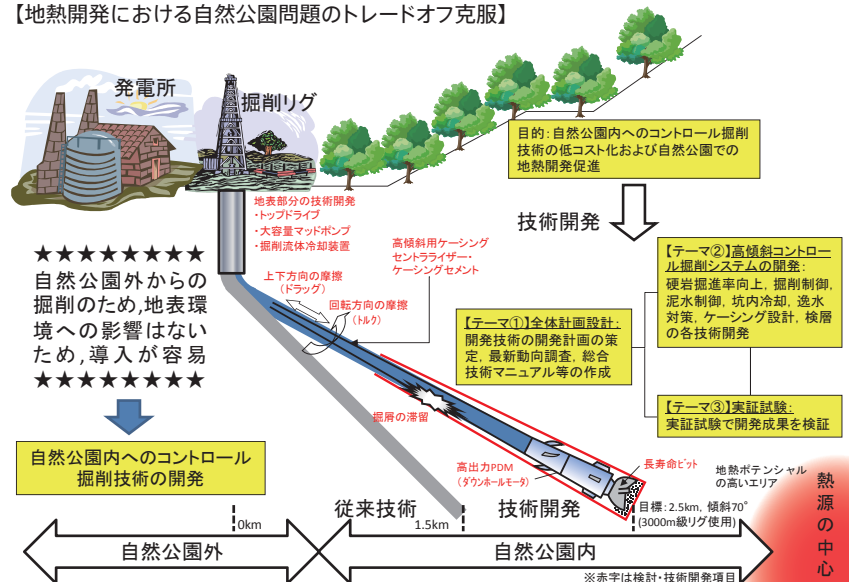 【地熱開発における自然公園問題のトレードオフ克服】
発電所
掘削リグ
目的：自然公園内へのコントロール掘削
技術の低コスト化および自然公園での
地熱開発促進
地表部分の技術開発
・トップドライブ
・大容量マッドポンプ
・掘削流体冷却装置
技術開発
高傾斜用ケーシング
セントラライザー・
ケーシングセメント
★★★★★★★★
自然公園外からの
掘削のため,地表環
境への影響はない
ため,導入が容易
★★★★★★★★
上下方向の摩擦
（ドラッグ）
回転方向の摩擦
（トルク）
【テーマ①】全体計画設計：
開発技術の開発計画の策
定，最新動向調査，総合
技術マニュアル等の作成
【テーマ②】高傾斜コントロー
ル掘削システムの開発：
硬岩掘進率向上，掘削制御，
泥水制御，坑内冷却，逸水
対策，ケーシング設計，検層
の各技術開発
【テーマ③】実証試験：
実証試験で開発成果を検証
掘屑の滞留
自然公園内へのコントロール
掘削技術の開発
高出力PDM
（ダウンホールモータ）
長寿命ビット
地熱ポテンシャル
の高いエリア
熱源の中心
従来技術
技術開発
目標：2.5km，傾斜70°
(3000m級リグ使用)
0km
1.5km
自然公園外
自然公園内
※赤字は検討・技術開発項目